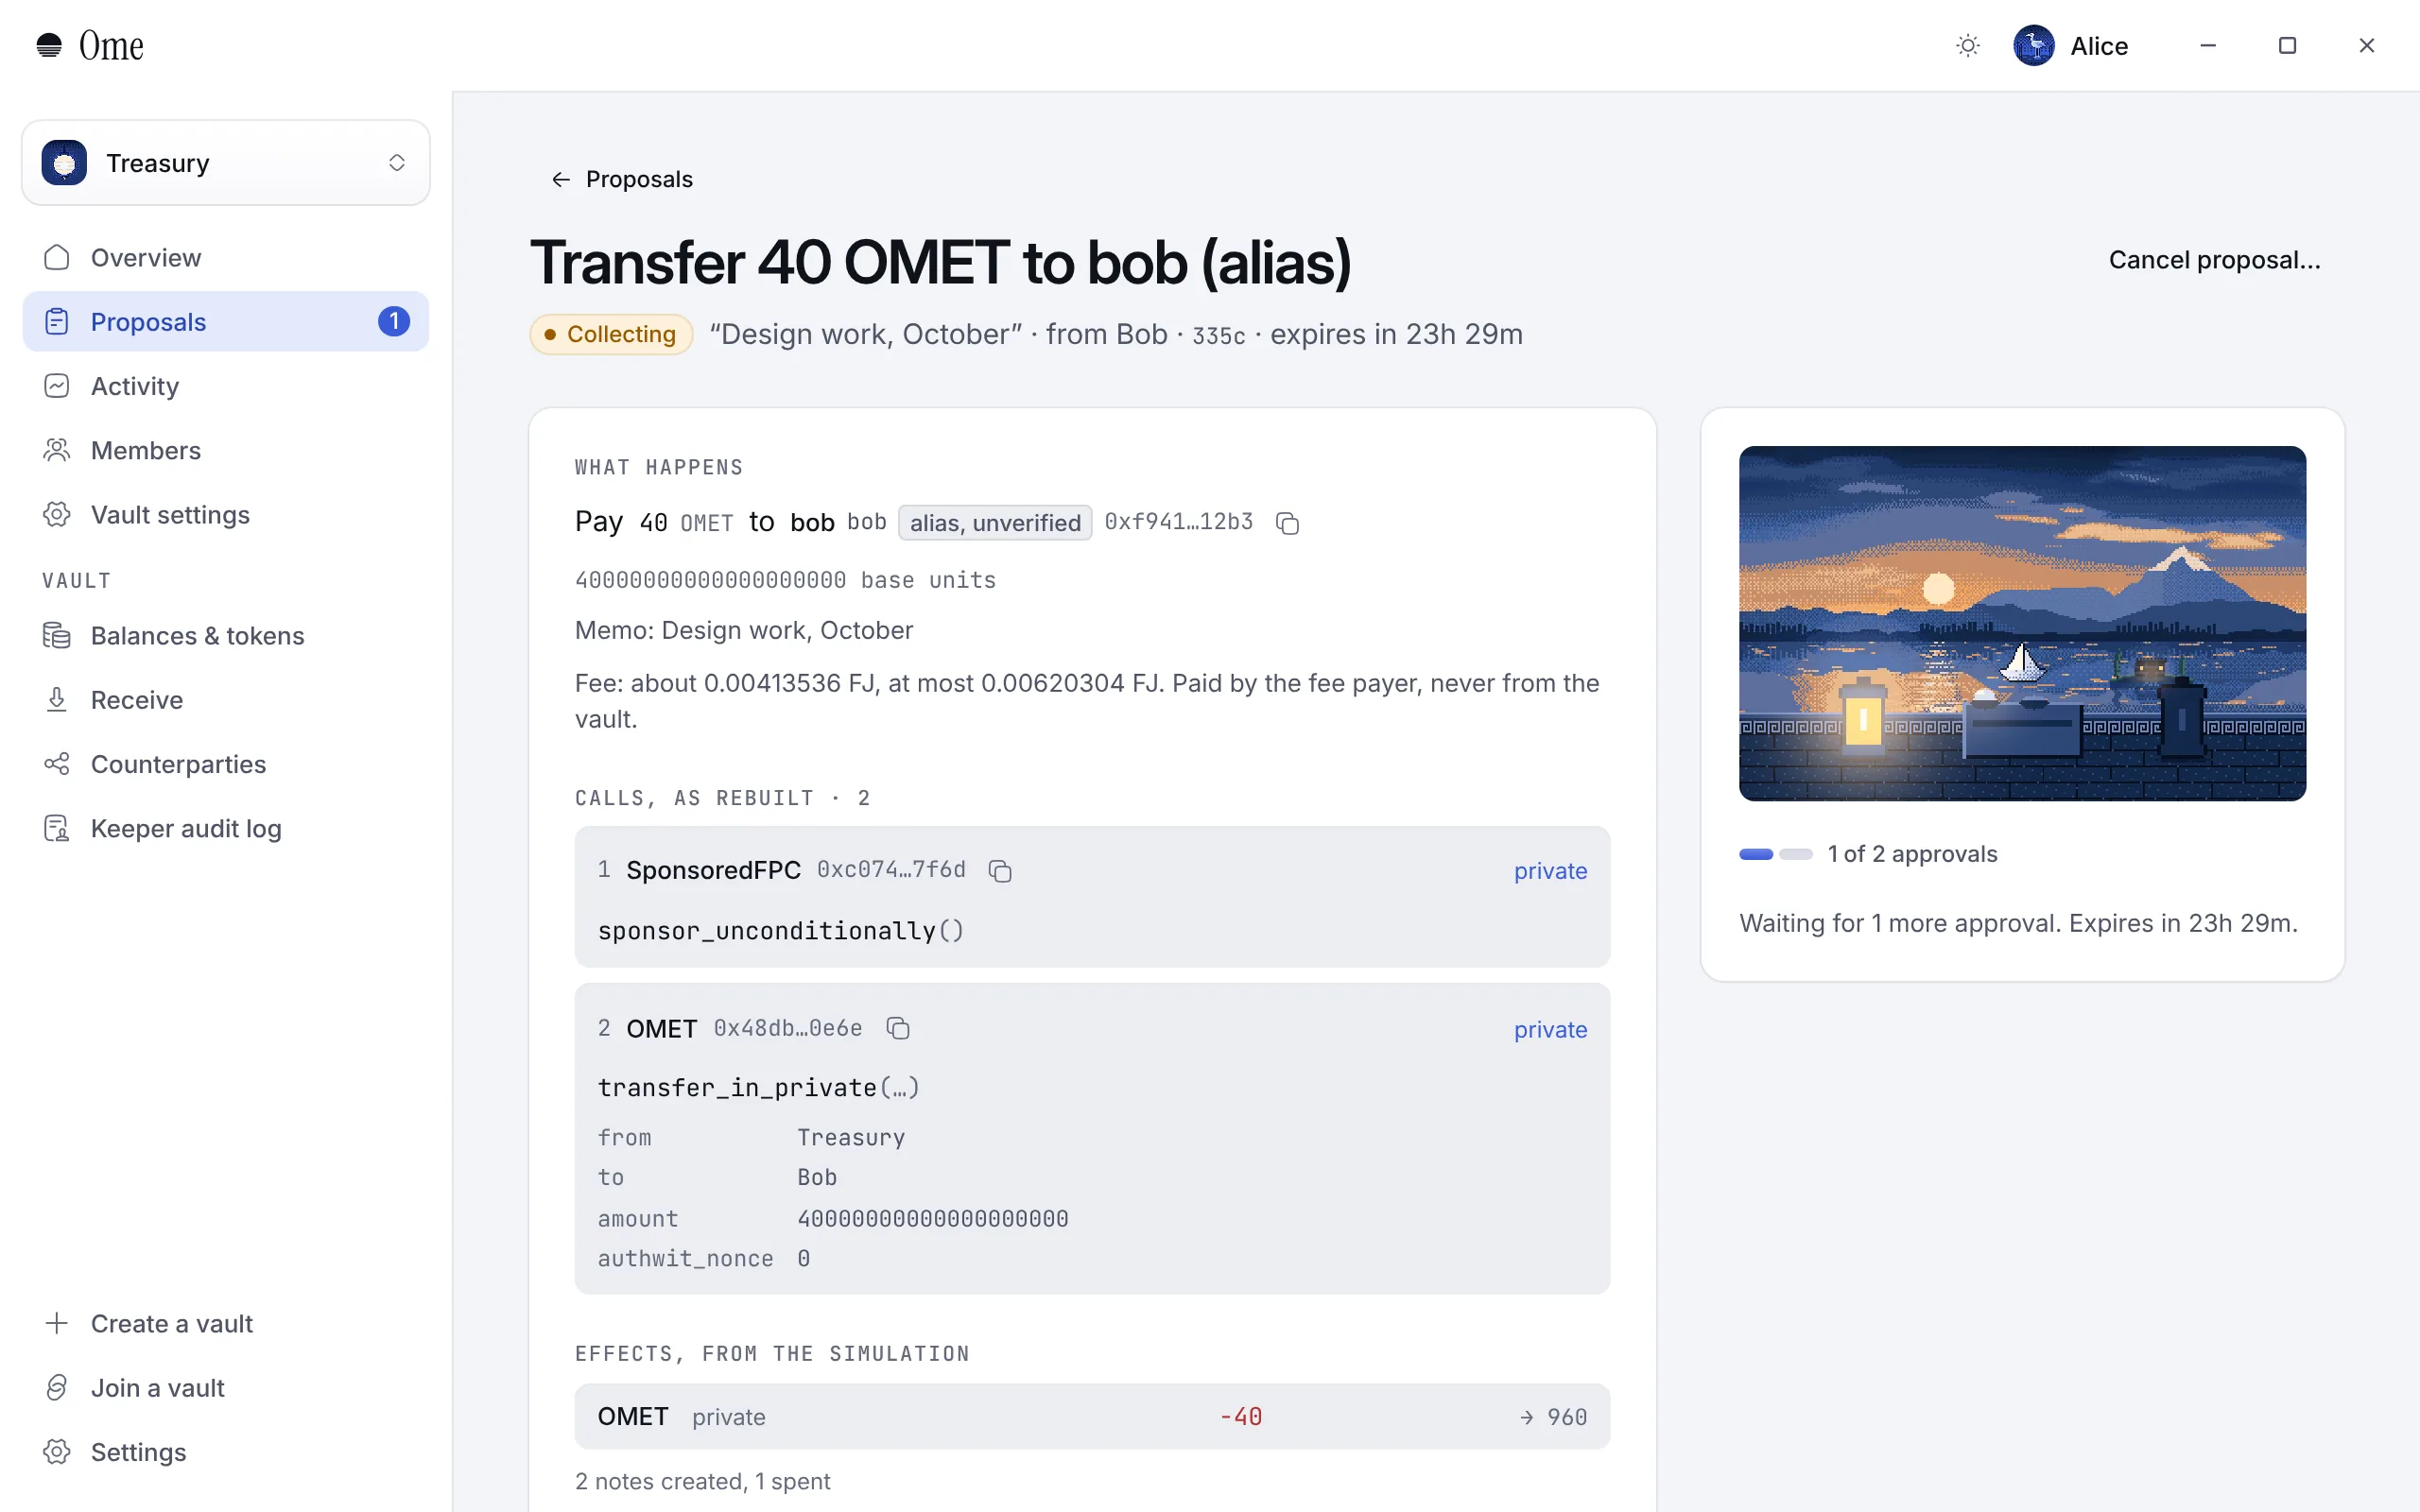 Ome
Alice
Treasury
Overview
Proposals 1
Activity
Members
Vault settings
VAULT
Balances & tokens
Receive
Counterparties
Keeper audit log
Create a vault
Join a vault
Settings
← Proposals
Transfer 40 OMET to bob (alias)
Cancel proposal...
Collecting “Design work, October” · from Bob · 335c · expires in 23h 29m
WHAT HAPPENS
Pay 40 OMET to bob bob alias, unverified 0xf941…12b3
40000000000000000000 base units
Memo: Design work, October
Fee: about 0.00413536 FJ, at most 0.00620304 FJ. Paid by the fee payer, never from the
vault.
CALLS, AS REBUILT · 2
1 SponsoredFPC 0xc074…7f6d private
sponsor_unconditionally()
2 OMET 0x48db…0e6e private
transfer_in_private(…)
from Treasury
to Bob
amount 40000000000000000000
authwit_nonce 0
EFFECTS, FROM THE SIMULATION
OMET private -40 → 960
2 notes created, 1 spent
1 of 2 approvals
Waiting for 1 more approval. Expires in 23h 29m.